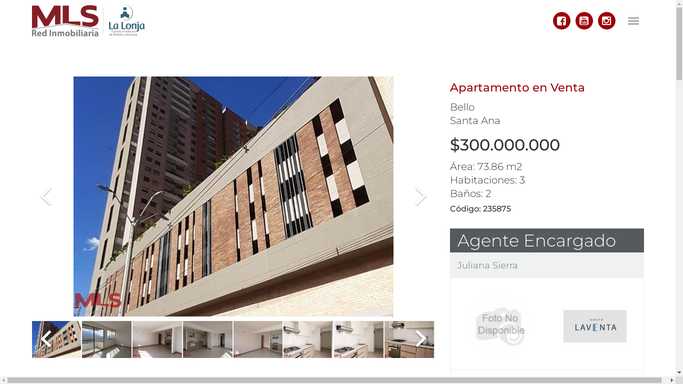 MLS
Red Inmobiliaria
La Lonja
Apartamento en Venta
Bello
Santa Ana
$300.000.000
Área: 73.86 m2
Habitaciones: 3
Baños: 2
Código: 235875
MLS
Agente Encargado
Juliana Sierra
Foto No
Disponible
LAVENTA